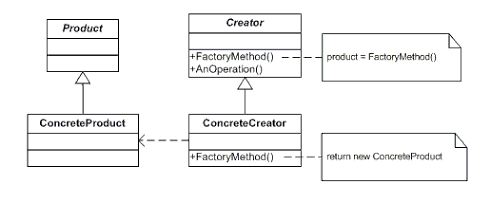 Product
Creator
+FactoryMethod()
+AnOperation()
product = FactoryMethod()
ConcreteProduct
ConcreteCreator
+FactoryMethod()
return new ConcreteProduct